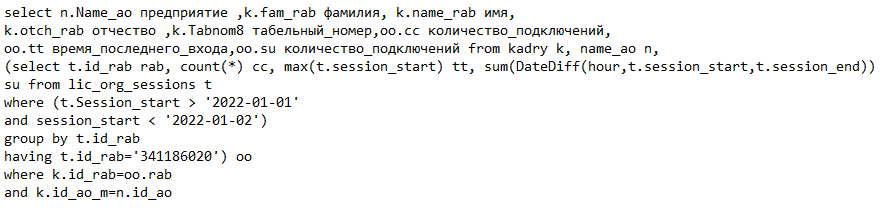 select n.Name_ao предприятие ,k.fam_rab фамилия, k.name_rab имя,
k.otch_rab отчество ,k.Tabnom8 табельный_номер,oo.cc количество_подключений,
oo.tt время_последнего_входа,oo.su количество_подключений from kadry k, name_ao n,
(select t.id_rab rab, count(*) cc, max(t.session_start) tt, sum(DateDiff(hour,t.session_start,t.session_end))
su from lic_org_sessions t
where (t.Session_start > '2022-01-01'
and session_start < '2022-01-02')
group by t.id_rab
having t.id_rab='341186020') oo
where k.id_rab=oo.rab
and k.id_ao_m=n.id_ao